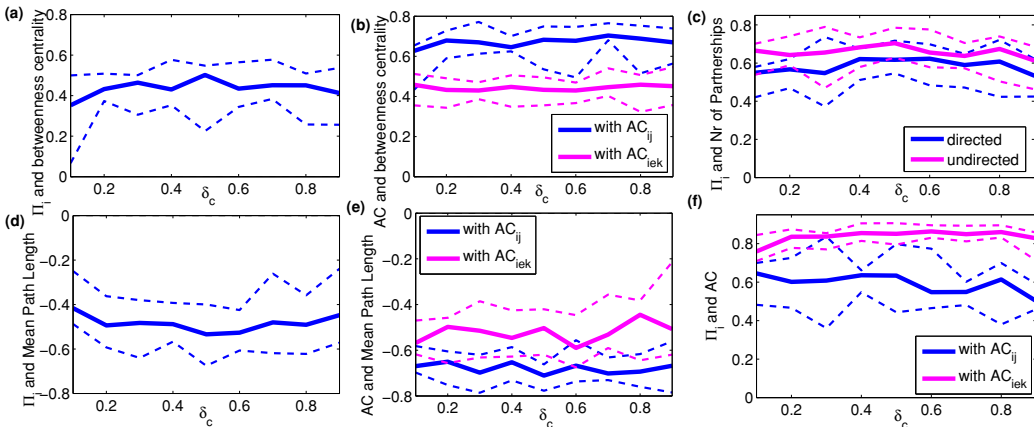 (a)
Π_i and betweenness centrality
0.8
0.6
0.4
0.2
0
0.2 0.4 0.6 0.8
δ_c
(b)
AC and betweenness centrality
0.8
0.6
0.4
0.2
0
with AC_ij
with AC_iek
0.2 0.4 0.6 0.8
δ_c
(c)
Π_i and Nr of Partnerships
0.8
0.6
0.4
0.2
0
directed
undirected
0.2 0.4 0.6 0.8
δ_c
(d)
Π_i and Mean Path Length
0
−0.2
−0.4
−0.6
−0.8
0.2 0.4 0.6 0.8
δ_c
(e)
AC and Mean Path Length
0
−0.2
−0.4
−0.6
−0.8
with AC_ij
with AC_iek
0.2 0.4 0.6 0.8
δ_c
(f)
Π_i and AC
0.8
0.6
0.4
0.2
0
with AC_ij
with AC_iek
0.2 0.4 0.6 0.8
δ_c